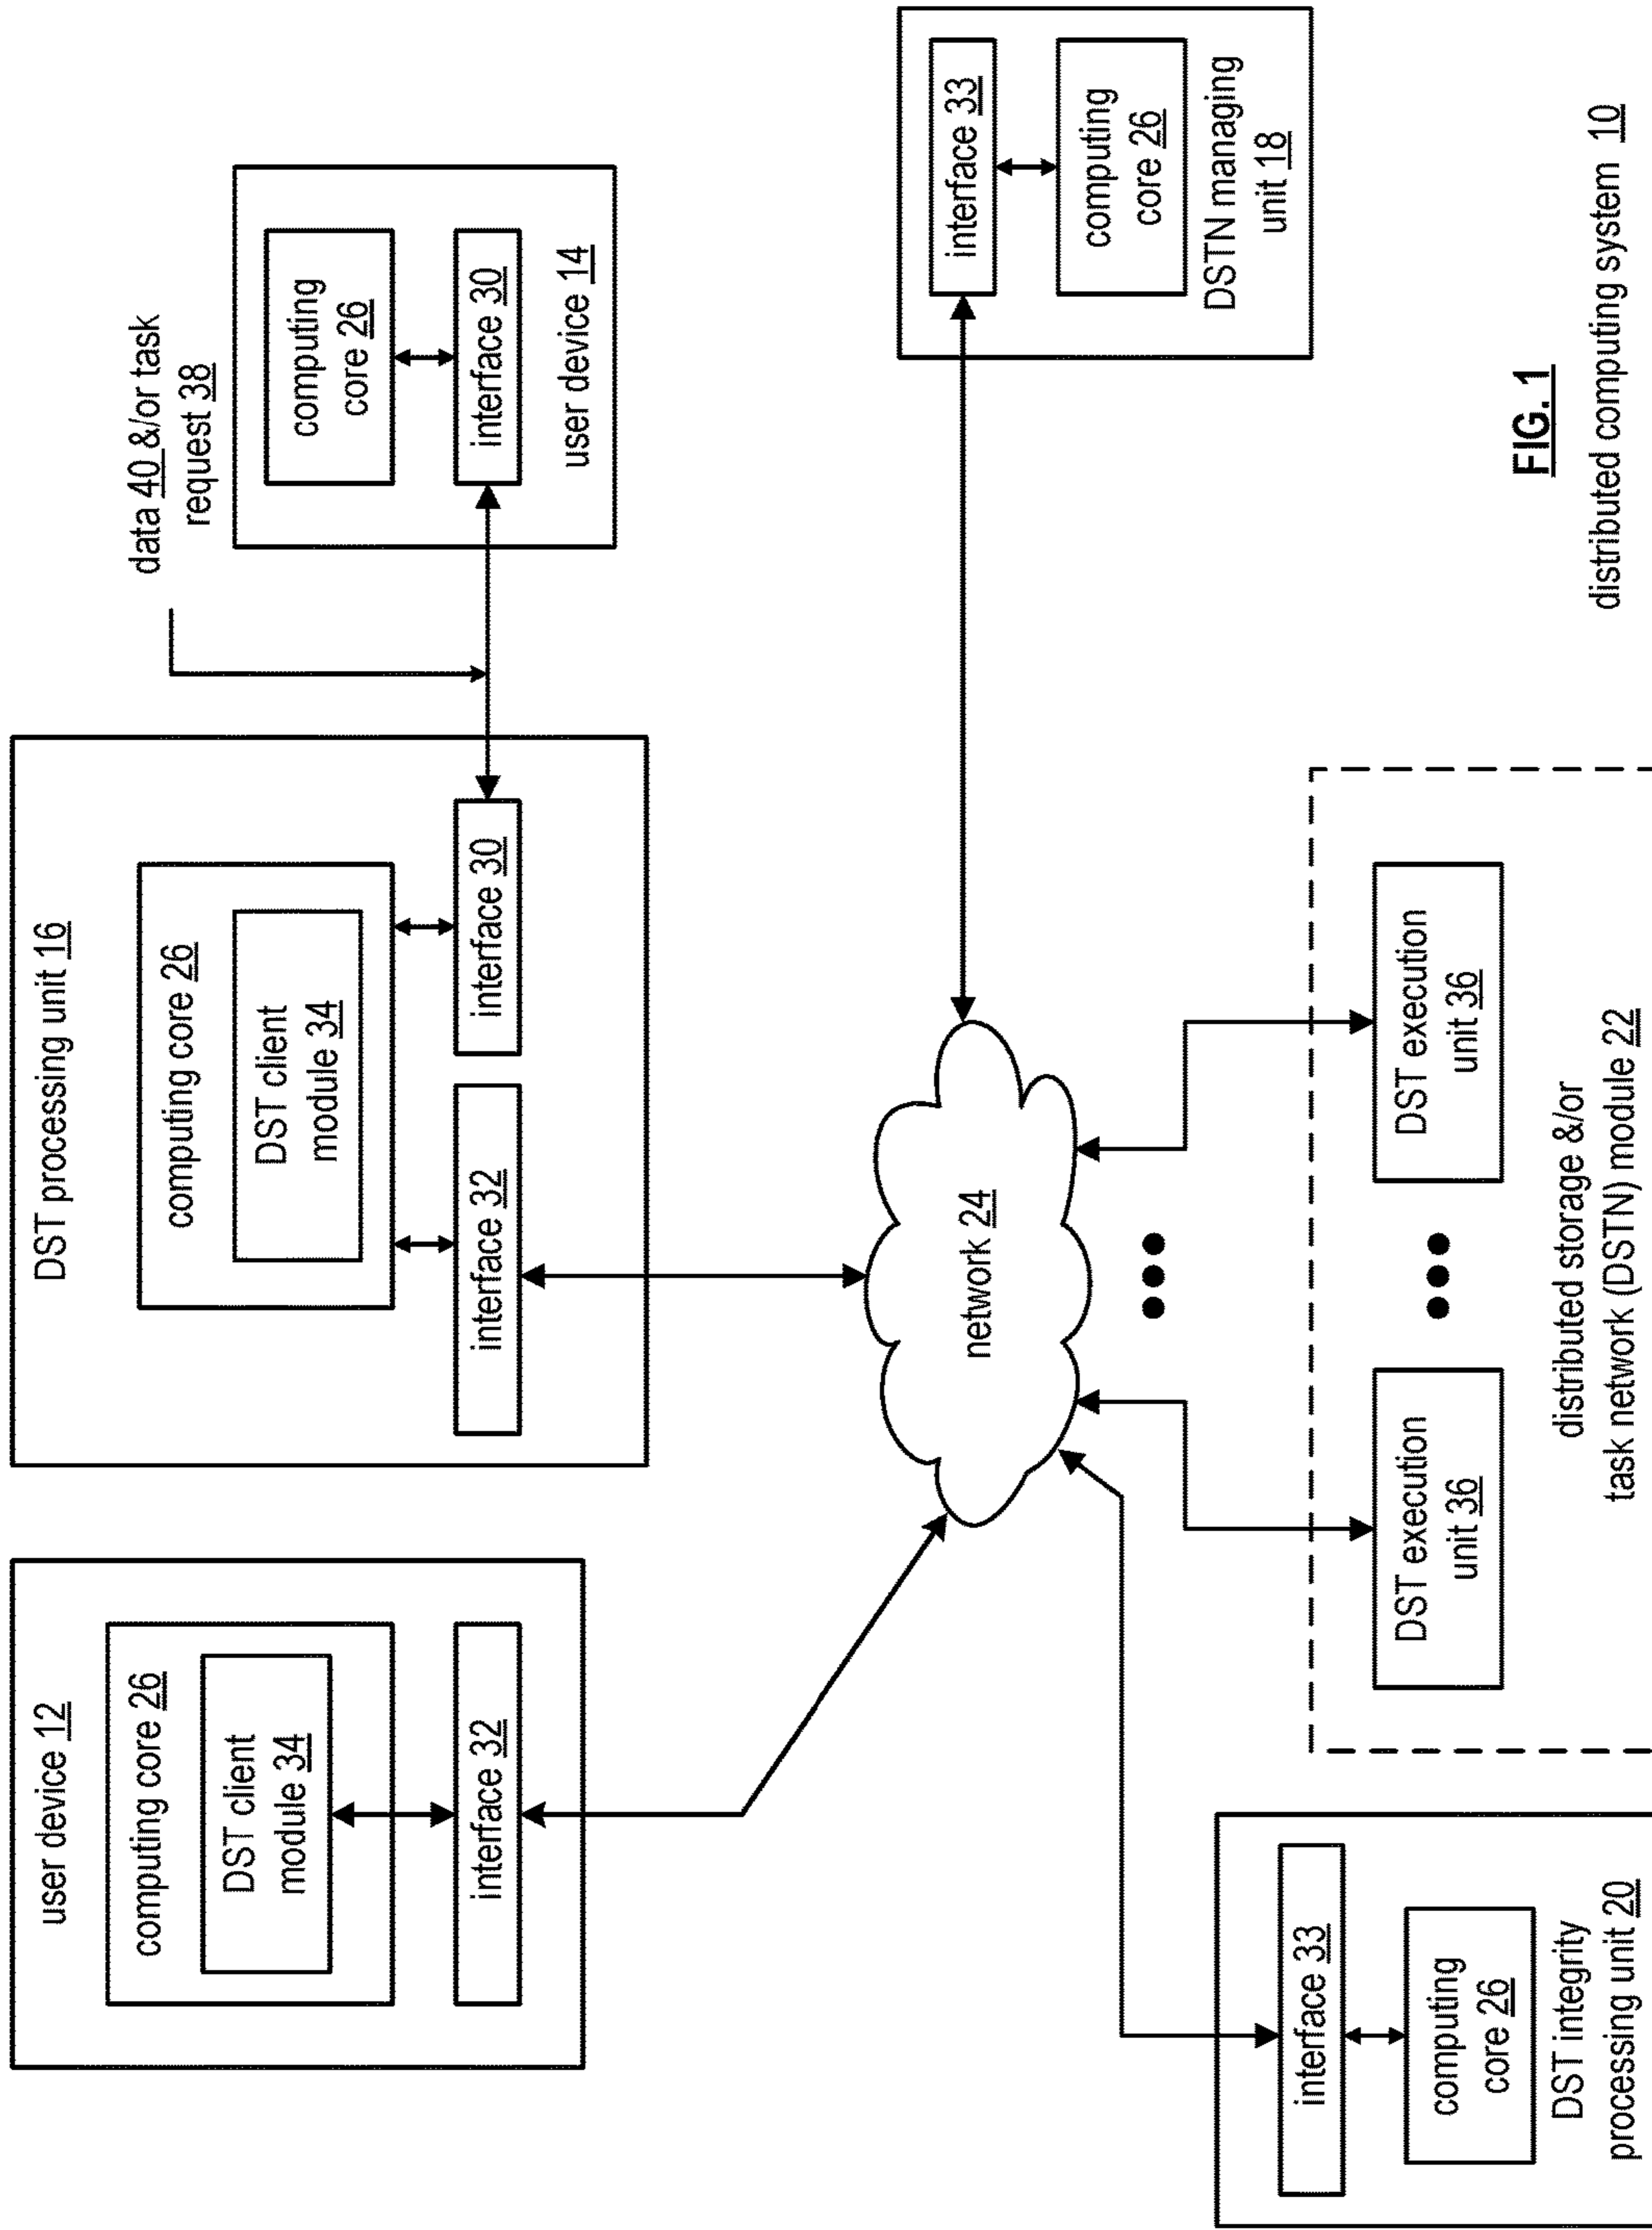 user device 12
computing core 26
DST client
module 34
interface 32
DST processing unit 16
computing core 26
DST client
module 34
interface 32
interface 30
data 40 &/or task
request 38
computing
core 26
interface 30
user device 14
network 24
interface 33
computing
core 26
DSTN managing
unit 18
interface 33
computing
core 26
DST integrity
processing unit 20
DST execution
unit 36
DST execution
unit 36
distributed storage &/or
task network (DSTN) module 22
FIG. 1
distributed computing system 10